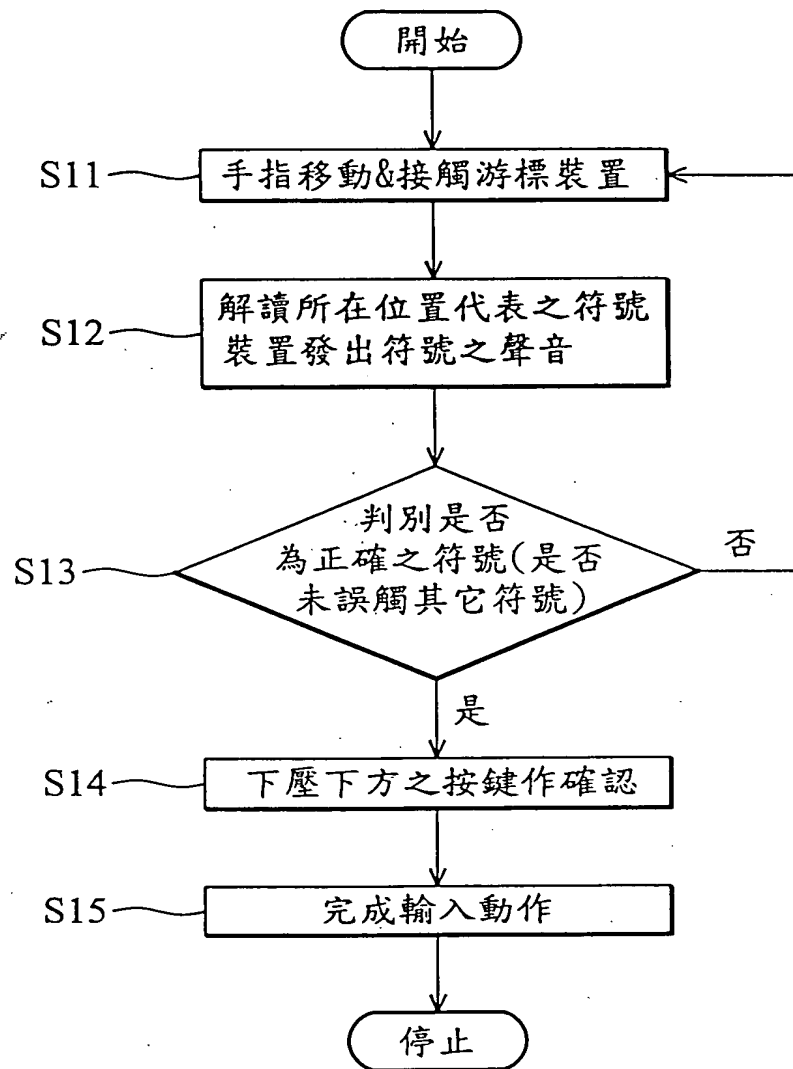 開始
S11
手指移動&接觸游標裝置
S12
解讀所在位置代表之符號
裝置發出符號之聲音
S13
判別是否
為正確之符號(是否
未誤觸其它符號)
否
是
S14
下壓下方之按鍵作確認
S15
完成輸入動作
停止